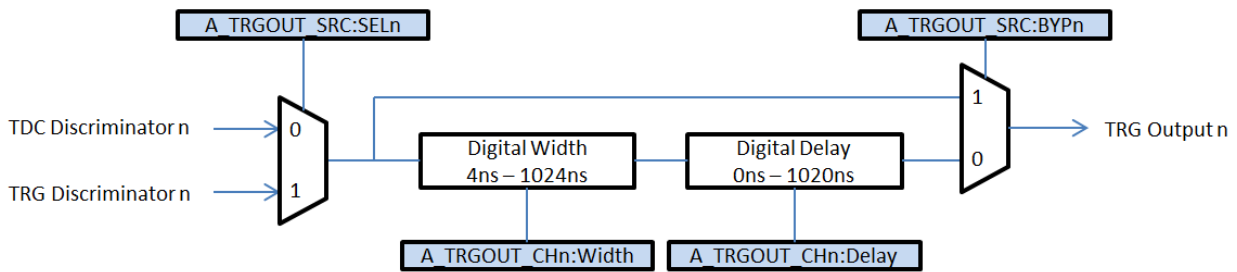 A_TRGOUT_SRC:SELn
A_TRGOUT_SRC:BYPn
TDC Discriminator n
0
1
TRG Output n
Digital Width
4ns – 1024ns
Digital Delay
0ns – 1020ns
0
TRG Discriminator n
1
A_TRGOUT_CHn:Width
A_TRGOUT_CHn:Delay